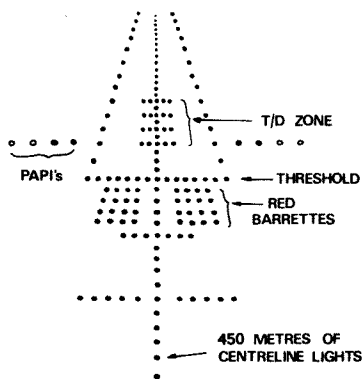 T/D ZONE
PAPI's
THRESHOLD
RED
BARRETTES
450 METRES OF
CENTRELINE LIGHTS